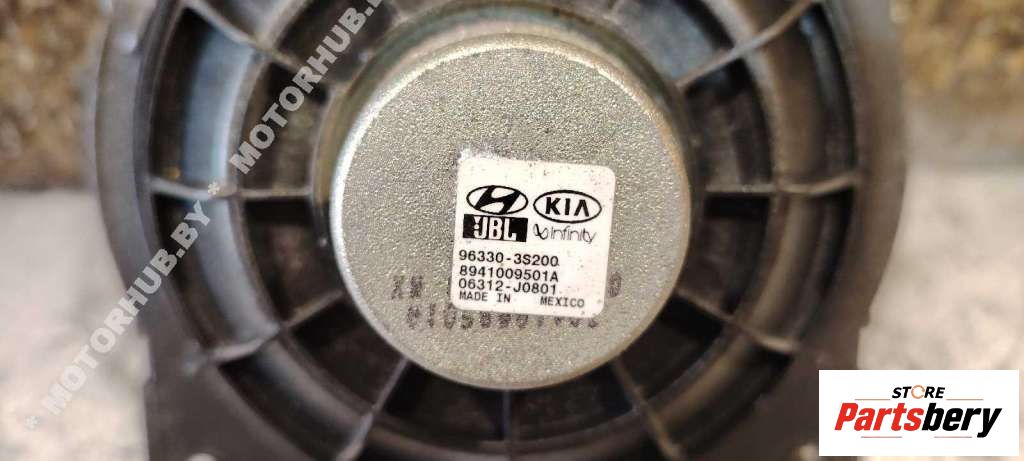 * MOTORHUB.BY * MOTORHUB.BY *
KIA
JBL Infinity
96330-3S200
8941009501A
06312-J0801
MADE IN MEXICO
STORE
Partsbery